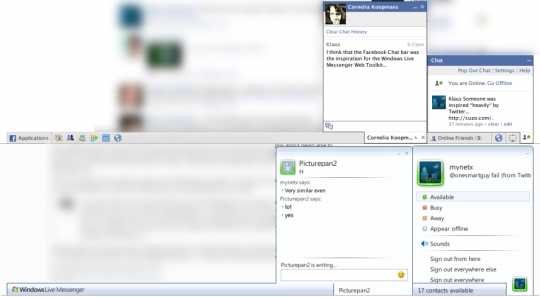 Cornelia Koopmans
Clear Chat History
Klaus 8:23pm
I think that the Facebook Chat bar
was the inspiration for the Windows Live
Messenger Web Toolkit...
Chat
Pop Out Chat | Settings | Help
You are Online. Go Offline
Klaus Someone was
inspired "heavily" by
Twitter...
http://cuzo.com/.
37 minutes ago - clear | edit
Applications
Cornelia Koopm...
Online Friends (3)
Picturepan2
H
mynetx says:
Very similar even
Picturepan2 says:
lol
yes
Picturepan2 is writing...
mynetx
@onesmartguy fail (from Twitt
Available
Busy
Away
Appear offline
Sounds
Sign out from here
Sign out everywhere else
Sign out everywhere
Windows Live Messenger
Picturepan2
17 contacts available